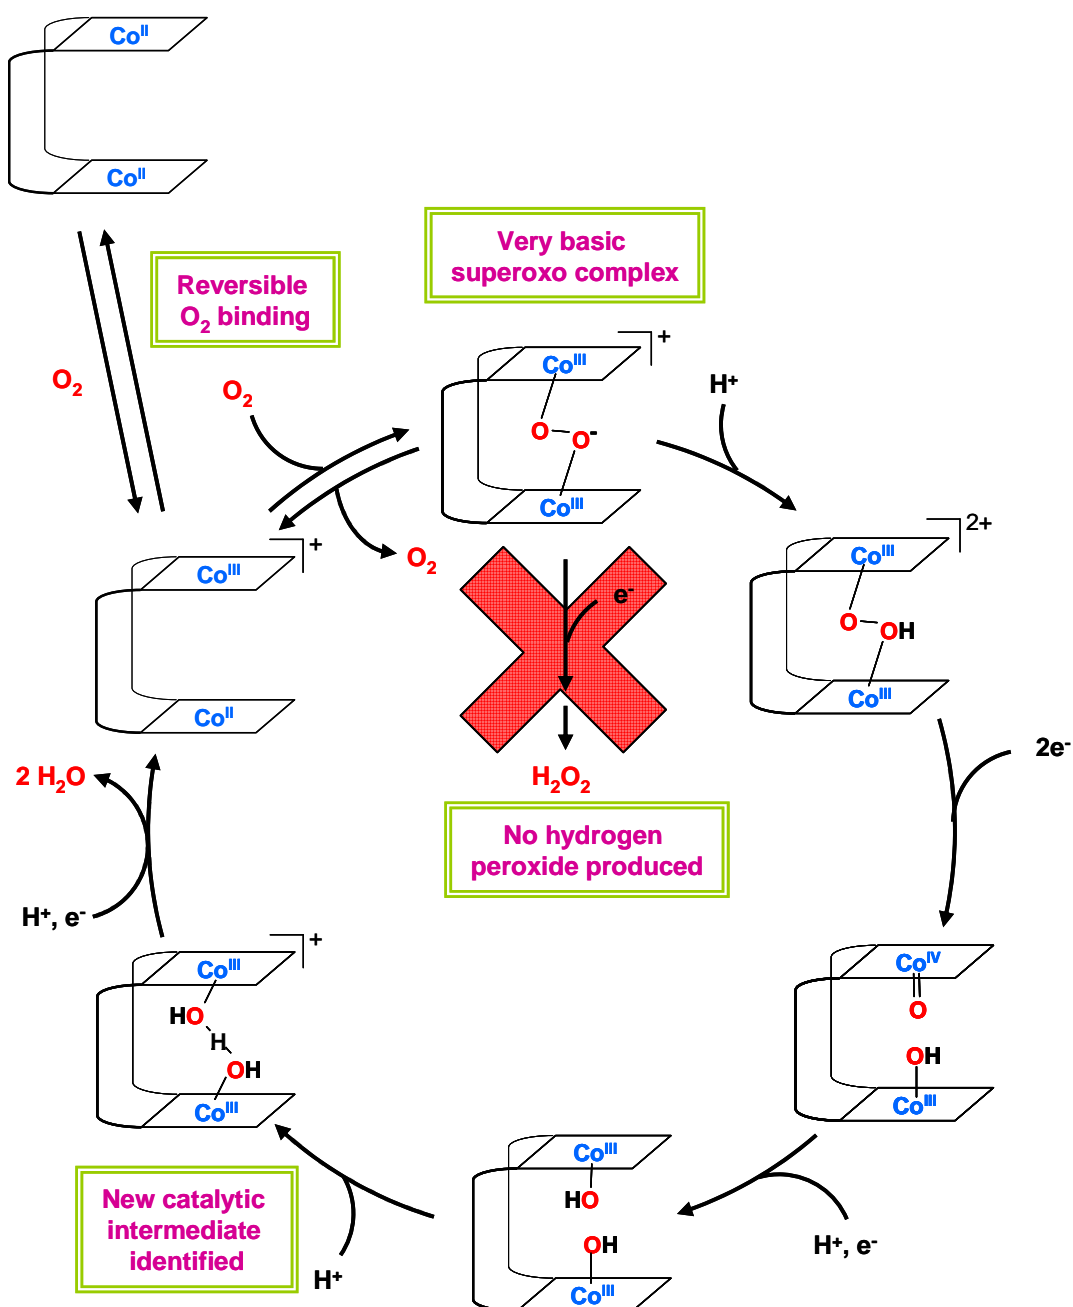 Co^II
Co^II
Reversible
O₂ binding
Very basic
superoxo complex
O₂
O₂
O₂
Co^III
O
O-
Co^III
+
H⁺
Co^III
O
OH
Co^III
2+
Co^III
Co^II
+
e-
H₂O₂
No hydrogen
peroxide produced
2e-
2 H₂O
H⁺, e-
Co^IV
O
OH
Co^III
H⁺, e-
Co^III
HO
OH
Co^III
H⁺
Co^III
HO
H
OH
Co^III
+
New catalytic
intermediate
identified